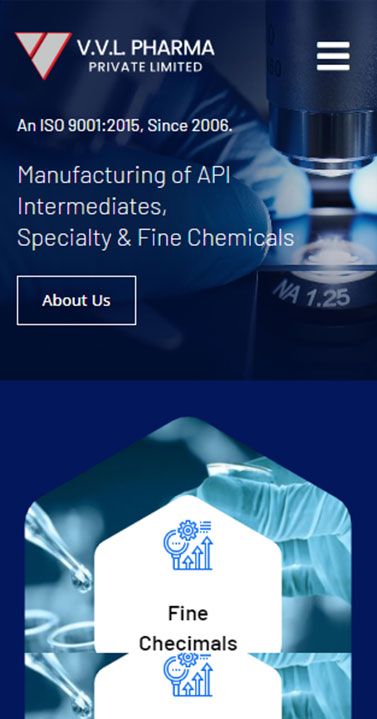 V.V.L PHARMA
PRIVATE LIMITED
An ISO 9001:2015, Since 2006.
Manufacturing of API
Intermediates,
Specialty & Fine Chemicals
About Us
NA 1.25
Fine
Checimals